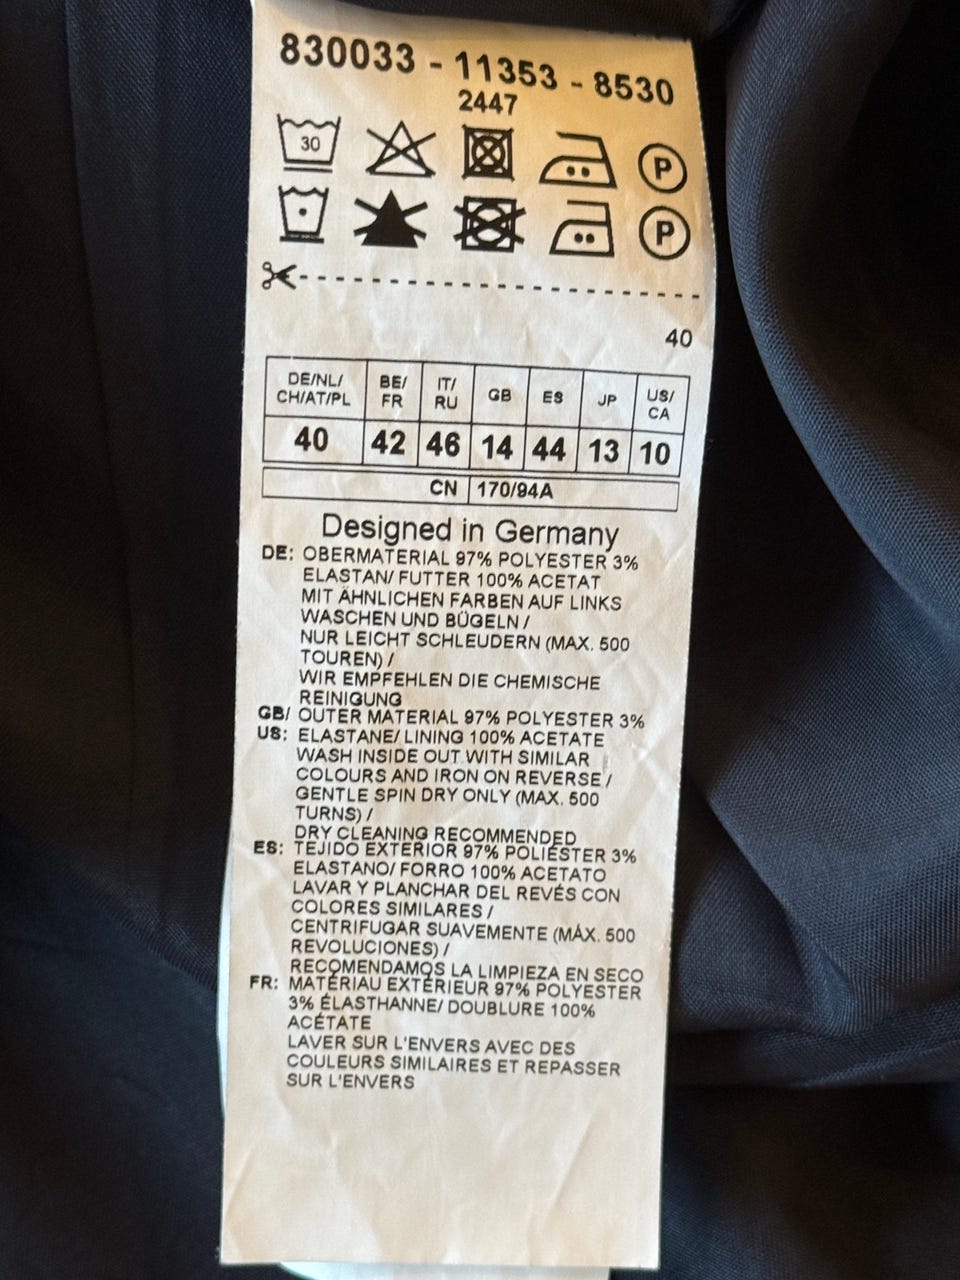 830033 - 11353 - 8530
2447
30
P
P
40
DE/NL/ CH/AT/PL BE/ FR IT/ RU GB ES JP US/ CA
40 42 46 14 44 13 10
CN 170/94A
Designed in Germany
DE: OBERMATERIAL 97% POLYESTER 3%
ELASTAN/ FUTTER 100% ACETAT
MIT ÄHNLICHEN FARBEN AUF LINKS
WASCHEN UND BÜGELN /
NUR LEICHT SCHLEUDERN (MAX. 500
TOUREN) /
WIR EMPFEHLEN DIE CHEMISCHE
REINIGUNG
GB/ OUTER MATERIAL 97% POLYESTER 3%
US: ELASTANE/ LINING 100% ACETATE
WASH INSIDE OUT WITH SIMILAR
COLOURS AND IRON ON REVERSE /
GENTLE SPIN DRY ONLY (MAX. 500
TURNS) /
DRY CLEANING RECOMMENDED
ES: TEJIDO EXTERIOR 97% POLIÉSTER 3%
ELASTANO/ FORRO 100% ACETATO
LAVAR Y PLANCHAR DEL REVÉS CON
COLORES SIMILARES /
CENTRIFUGAR SUAVEMENTE (MÁX. 500
REVOLUCIONES) /
RECOMENDAMOS LA LIMPIEZA EN SECO
FR: MATÉRIAU EXTÉRIEUR 97% POLYESTER
3% ÉLASTHANNE/ DOUBLURE 100%
ACÉTATE
LAVER SUR L'ENVERS AVEC DES
COULEURS SIMILAIRES ET REPASSER
SUR L'ENVERS